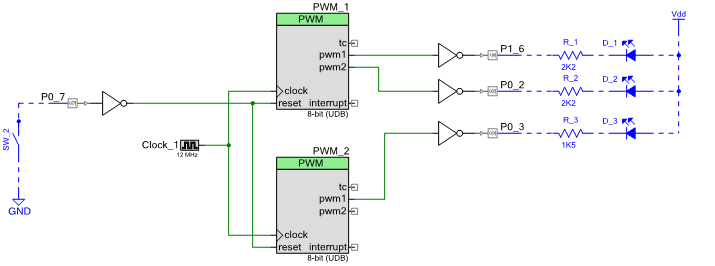 PWM_1
PWM
tc
pwm1
pwm2
clock
reset
interrupt
8-bit (UDB)
P1_6
P0_2
P0_3
R_1
2K2
R_2
2K2
R_3
1K5
D_1
D_2
D_3
Vdd
P0_7
SW_2
GND
Clock_1
12 MHz
PWM_2
PWM
tc
pwm1
pwm2
clock
reset
interrupt
8-bit (UDB)